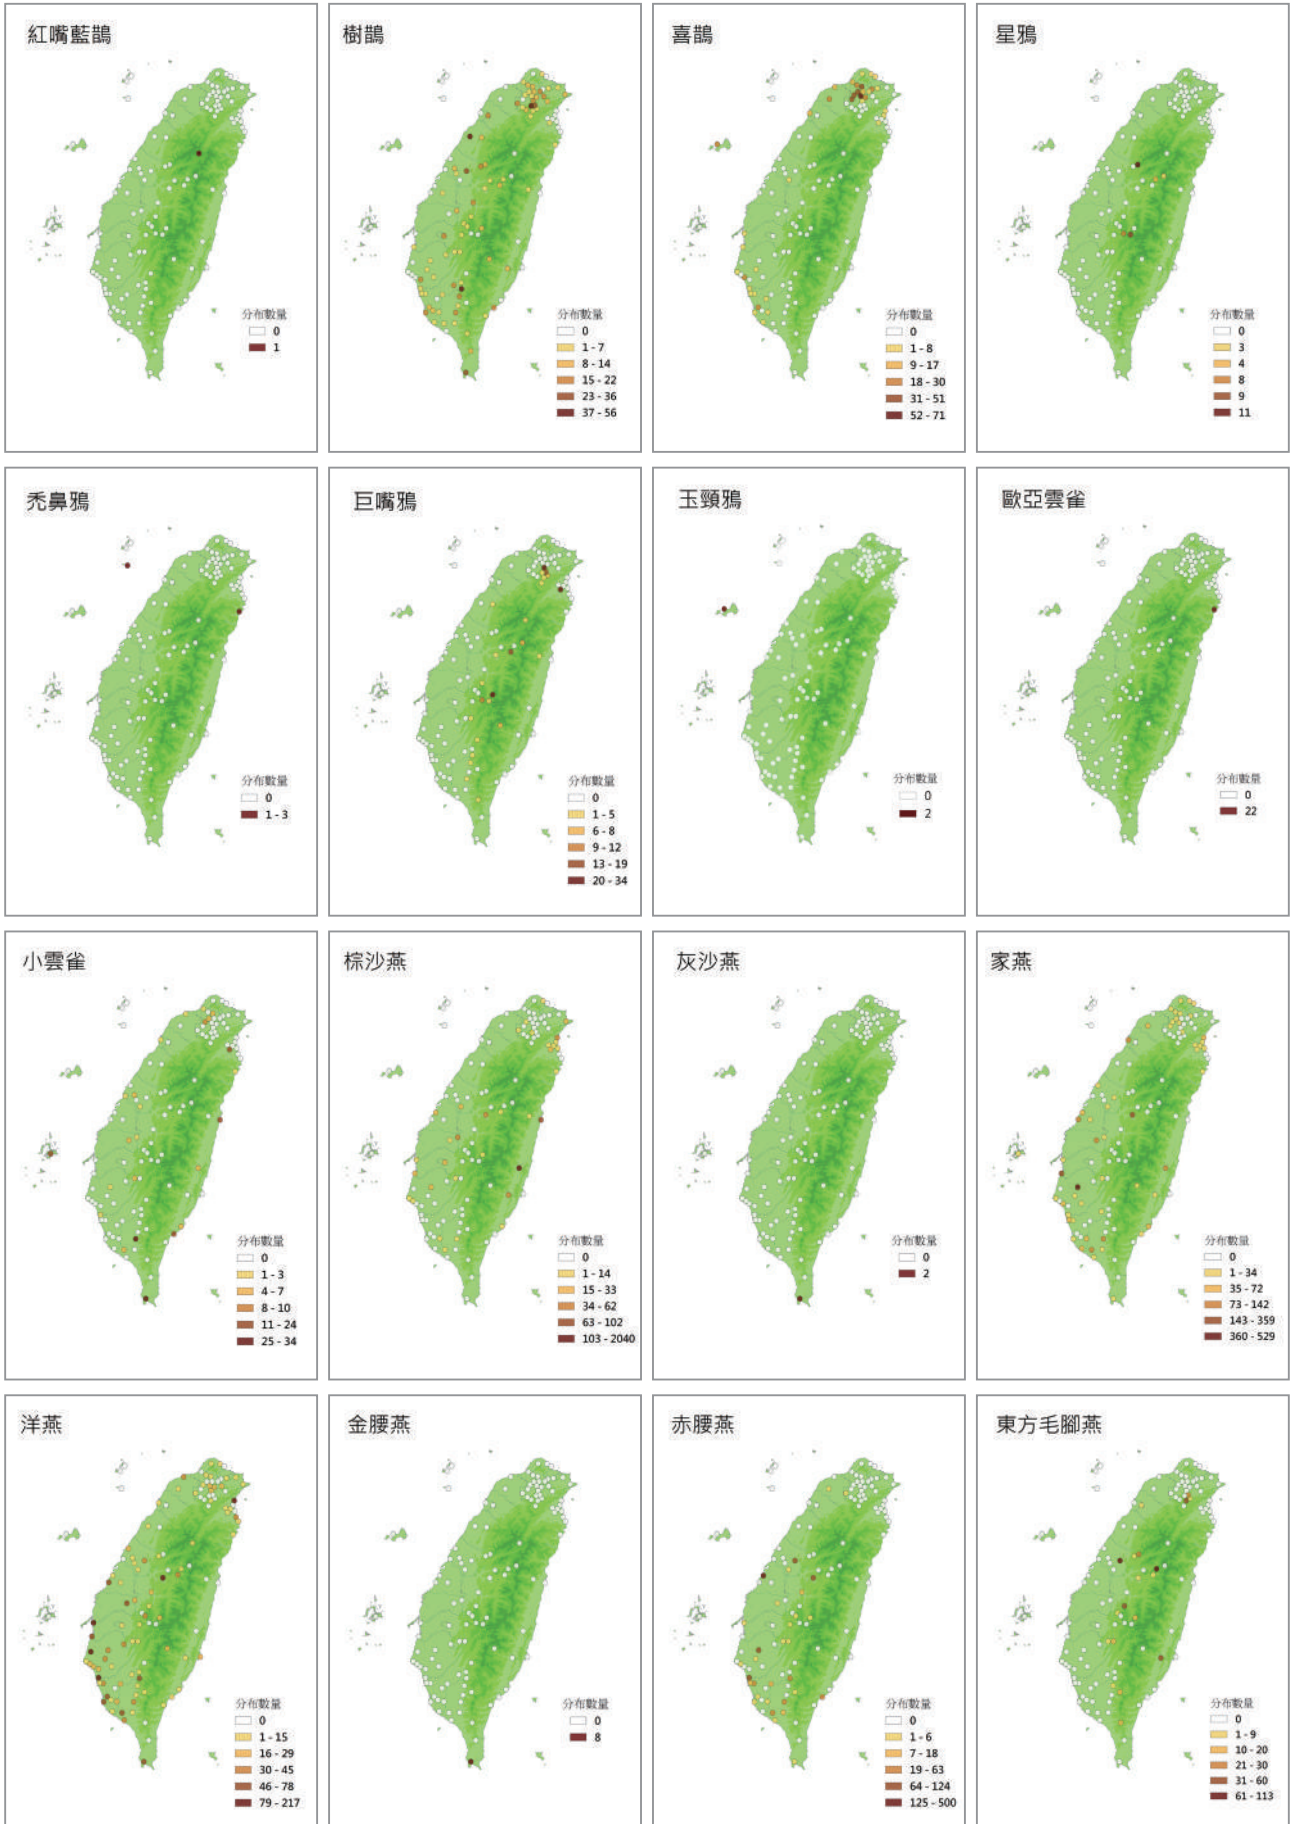 紅嘴藍鵲
分布數量
0
1
樹鵲
分布數量
0
1 - 7
8 - 14
15 - 22
23 - 36
37 - 56
喜鵲
分布數量
0
1 - 8
9 - 17
18 - 30
31 - 51
52 - 71
星鴉
分布數量
0
3
4
8
9
11
禿鼻鴉
分布數量
0
1 - 3
巨嘴鴉
分布數量
0
1 - 5
6 - 8
9 - 12
13 - 19
20 - 34
玉頸鴉
分布數量
0
2
歐亞雲雀
分布數量
0
22
小雲雀
分布數量
0
1 - 3
4 - 7
8 - 10
11 - 24
25 - 34
棕沙燕
分布數量
0
1 - 14
15 - 33
34 - 62
63 - 102
103 - 2040
灰沙燕
分布數量
0
2
家燕
分布數量
0
1 - 34
35 - 72
73 - 142
143 - 359
360 - 529
洋燕
分布數量
0
1 - 15
16 - 29
30 - 45
46 - 78
79 - 217
金腰燕
分布數量
0
8
赤腰燕
分布數量
0
1 - 6
7 - 18
19 - 63
64 - 124
125 - 500
東方毛腳燕
分布數量
0
1 - 9
10 - 20
21 - 30
31 - 60
61 - 113